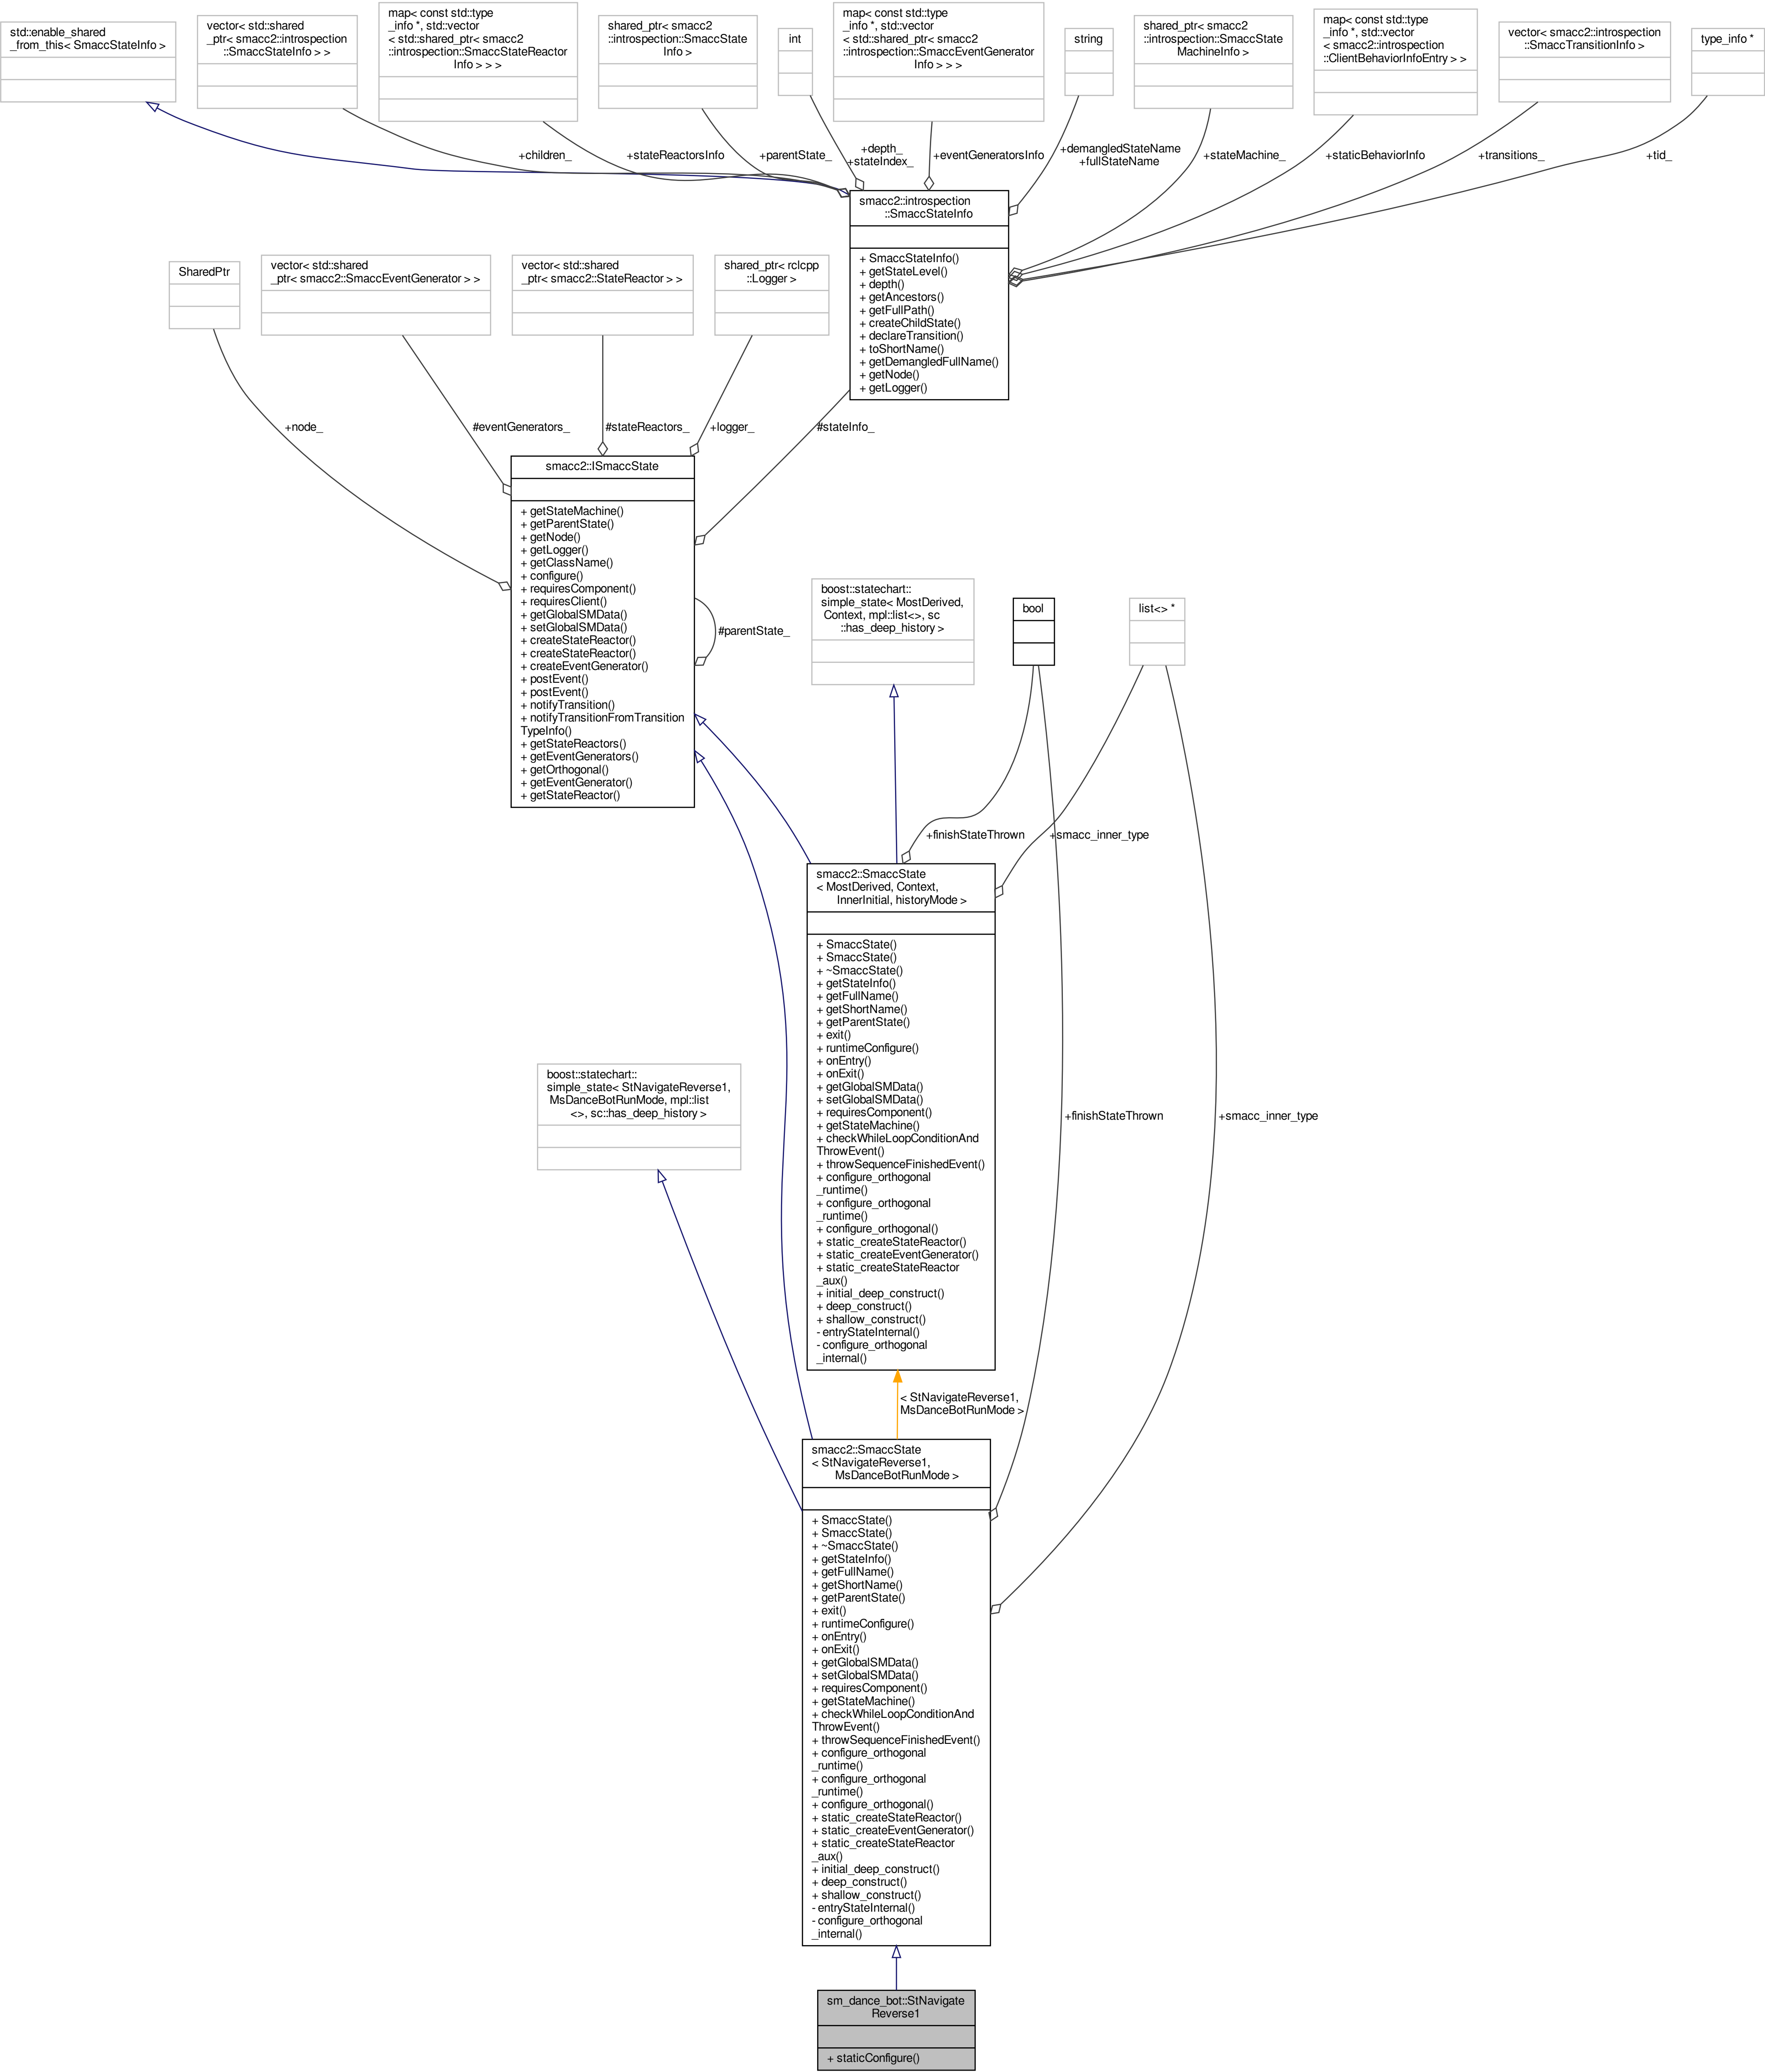 std::enable_shared
_from_this< SmaccStateInfo >
vector< std::shared
_ptr< smacc2::introspection
::SmaccStateInfo > >
map< const std::type
_info *, std::vector
< std::shared_ptr< smacc2
::introspection::SmaccStateReactor
Info > > >
shared_ptr< smacc2
::introspection::SmaccState
Info >
int
map< const std::type
_info *, std::vector
< std::shared_ptr< smacc2
::introspection::SmaccEventGenerator
Info > > >
string
shared_ptr< smacc2
::introspection::SmaccState
MachineInfo >
map< const std::type
_info *, std::vector
< smacc2::introspection
::ClientBehaviorInfoEntry > >
vector< smacc2::introspection
::SmaccTransitionInfo >
type_info *
+children_
+stateReactorsInfo
+parentState_
+depth_
+stateIndex_
+eventGeneratorsInfo
+demangledStateName
+fullStateName
+stateMachine_
+staticBehaviorInfo
+transitions_
+tid_
smacc2::introspection
::SmaccStateInfo
+ SmaccStateInfo()
+ getStateLevel()
+ depth()
+ getAncestors()
+ getFullPath()
+ createChildState()
+ declareTransition()
+ toShortName()
+ getDemangledFullName()
+ getNode()
+ getLogger()
SharedPtr
vector< std::shared
_ptr< smacc2::SmaccEventGenerator > >
vector< std::shared
_ptr< smacc2::StateReactor > >
shared_ptr< rclcpp
::Logger >
+node_
#eventGenerators_
#stateReactors_
+logger_
#stateInfo_
smacc2::ISmaccState
+ getStateMachine()
+ getParentState()
+ getNode()
+ getLogger()
+ getClassName()
+ configure()
+ requiresComponent()
+ requiresClient()
+ getGlobalSMData()
+ setGlobalSMData()
+ createStateReactor()
+ createStateReactor()
+ createEventGenerator()
+ postEvent()
+ postEvent()
+ notifyTransition()
+ notifyTransitionFromTransition
TypeInfo()
+ getStateReactors()
+ getEventGenerators()
+ getOrthogonal()
+ getEventGenerator()
+ getStateReactor()
#parentState_
boost::statechart::
simple_state< MostDerived,
Context, mpl::list<>, sc
::has_deep_history >
bool
list<> *
+finishStateThrown
+smacc_inner_type
smacc2::SmaccState
< MostDerived, Context,
InnerInitial, historyMode >
+ SmaccState()
+ SmaccState()
+ ~SmaccState()
+ getStateInfo()
+ getFullName()
+ getShortName()
+ getParentState()
+ exit()
+ runtimeConfigure()
+ onEntry()
+ onExit()
+ getGlobalSMData()
+ setGlobalSMData()
+ requiresComponent()
+ getStateMachine()
+ checkWhileLoopConditionAnd
ThrowEvent()
+ throwSequenceFinishedEvent()
+ configure_orthogonal
_runtime()
+ configure_orthogonal
_runtime()
+ configure_orthogonal()
+ static_createStateReactor()
+ static_createEventGenerator()
+ static_createStateReactor
_aux()
+ initial_deep_construct()
+ deep_construct()
+ shallow_construct()
- entryStateInternal()
- configure_orthogonal
_internal()
boost::statechart::
simple_state< StNavigateReverse1,
MsDanceBotRunMode, mpl::list
<>, sc::has_deep_history >
+finishStateThrown
+smacc_inner_type
< StNavigateReverse1,
MsDanceBotRunMode >
smacc2::SmaccState
< StNavigateReverse1,
MsDanceBotRunMode >
+ SmaccState()
+ SmaccState()
+ ~SmaccState()
+ getStateInfo()
+ getFullName()
+ getShortName()
+ getParentState()
+ exit()
+ runtimeConfigure()
+ onEntry()
+ onExit()
+ getGlobalSMData()
+ setGlobalSMData()
+ requiresComponent()
+ getStateMachine()
+ checkWhileLoopConditionAnd
ThrowEvent()
+ throwSequenceFinishedEvent()
+ configure_orthogonal
_runtime()
+ configure_orthogonal
_runtime()
+ configure_orthogonal()
+ static_createStateReactor()
+ static_createEventGenerator()
+ static_createStateReactor
_aux()
+ initial_deep_construct()
+ deep_construct()
+ shallow_construct()
- entryStateInternal()
- configure_orthogonal
_internal()
sm_dance_bot::StNavigate
Reverse1
+ staticConfigure()